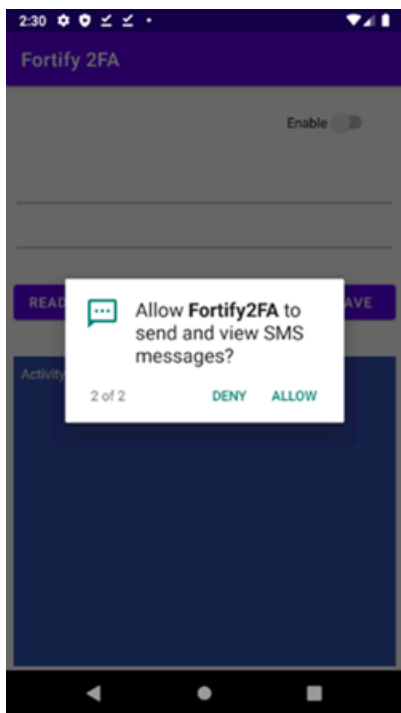 2:30
Fortify 2FA
Enable
READ
AVE
Allow Fortify2FA to
send and view SMS
messages?
Activity
2 of 2 DENY ALLOW